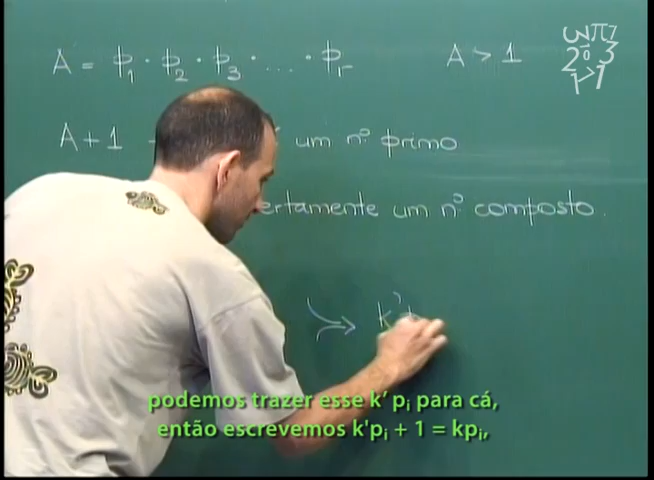 A = p₁ · p₂ · p₃ · ... · pᵣ
A > 1
A + 1
um nº primo
ertamente um nº composto.
k'
podemos trazer esse k' pᵢ para cá,
então escrevemos k'pᵢ + 1 = kpᵢ,